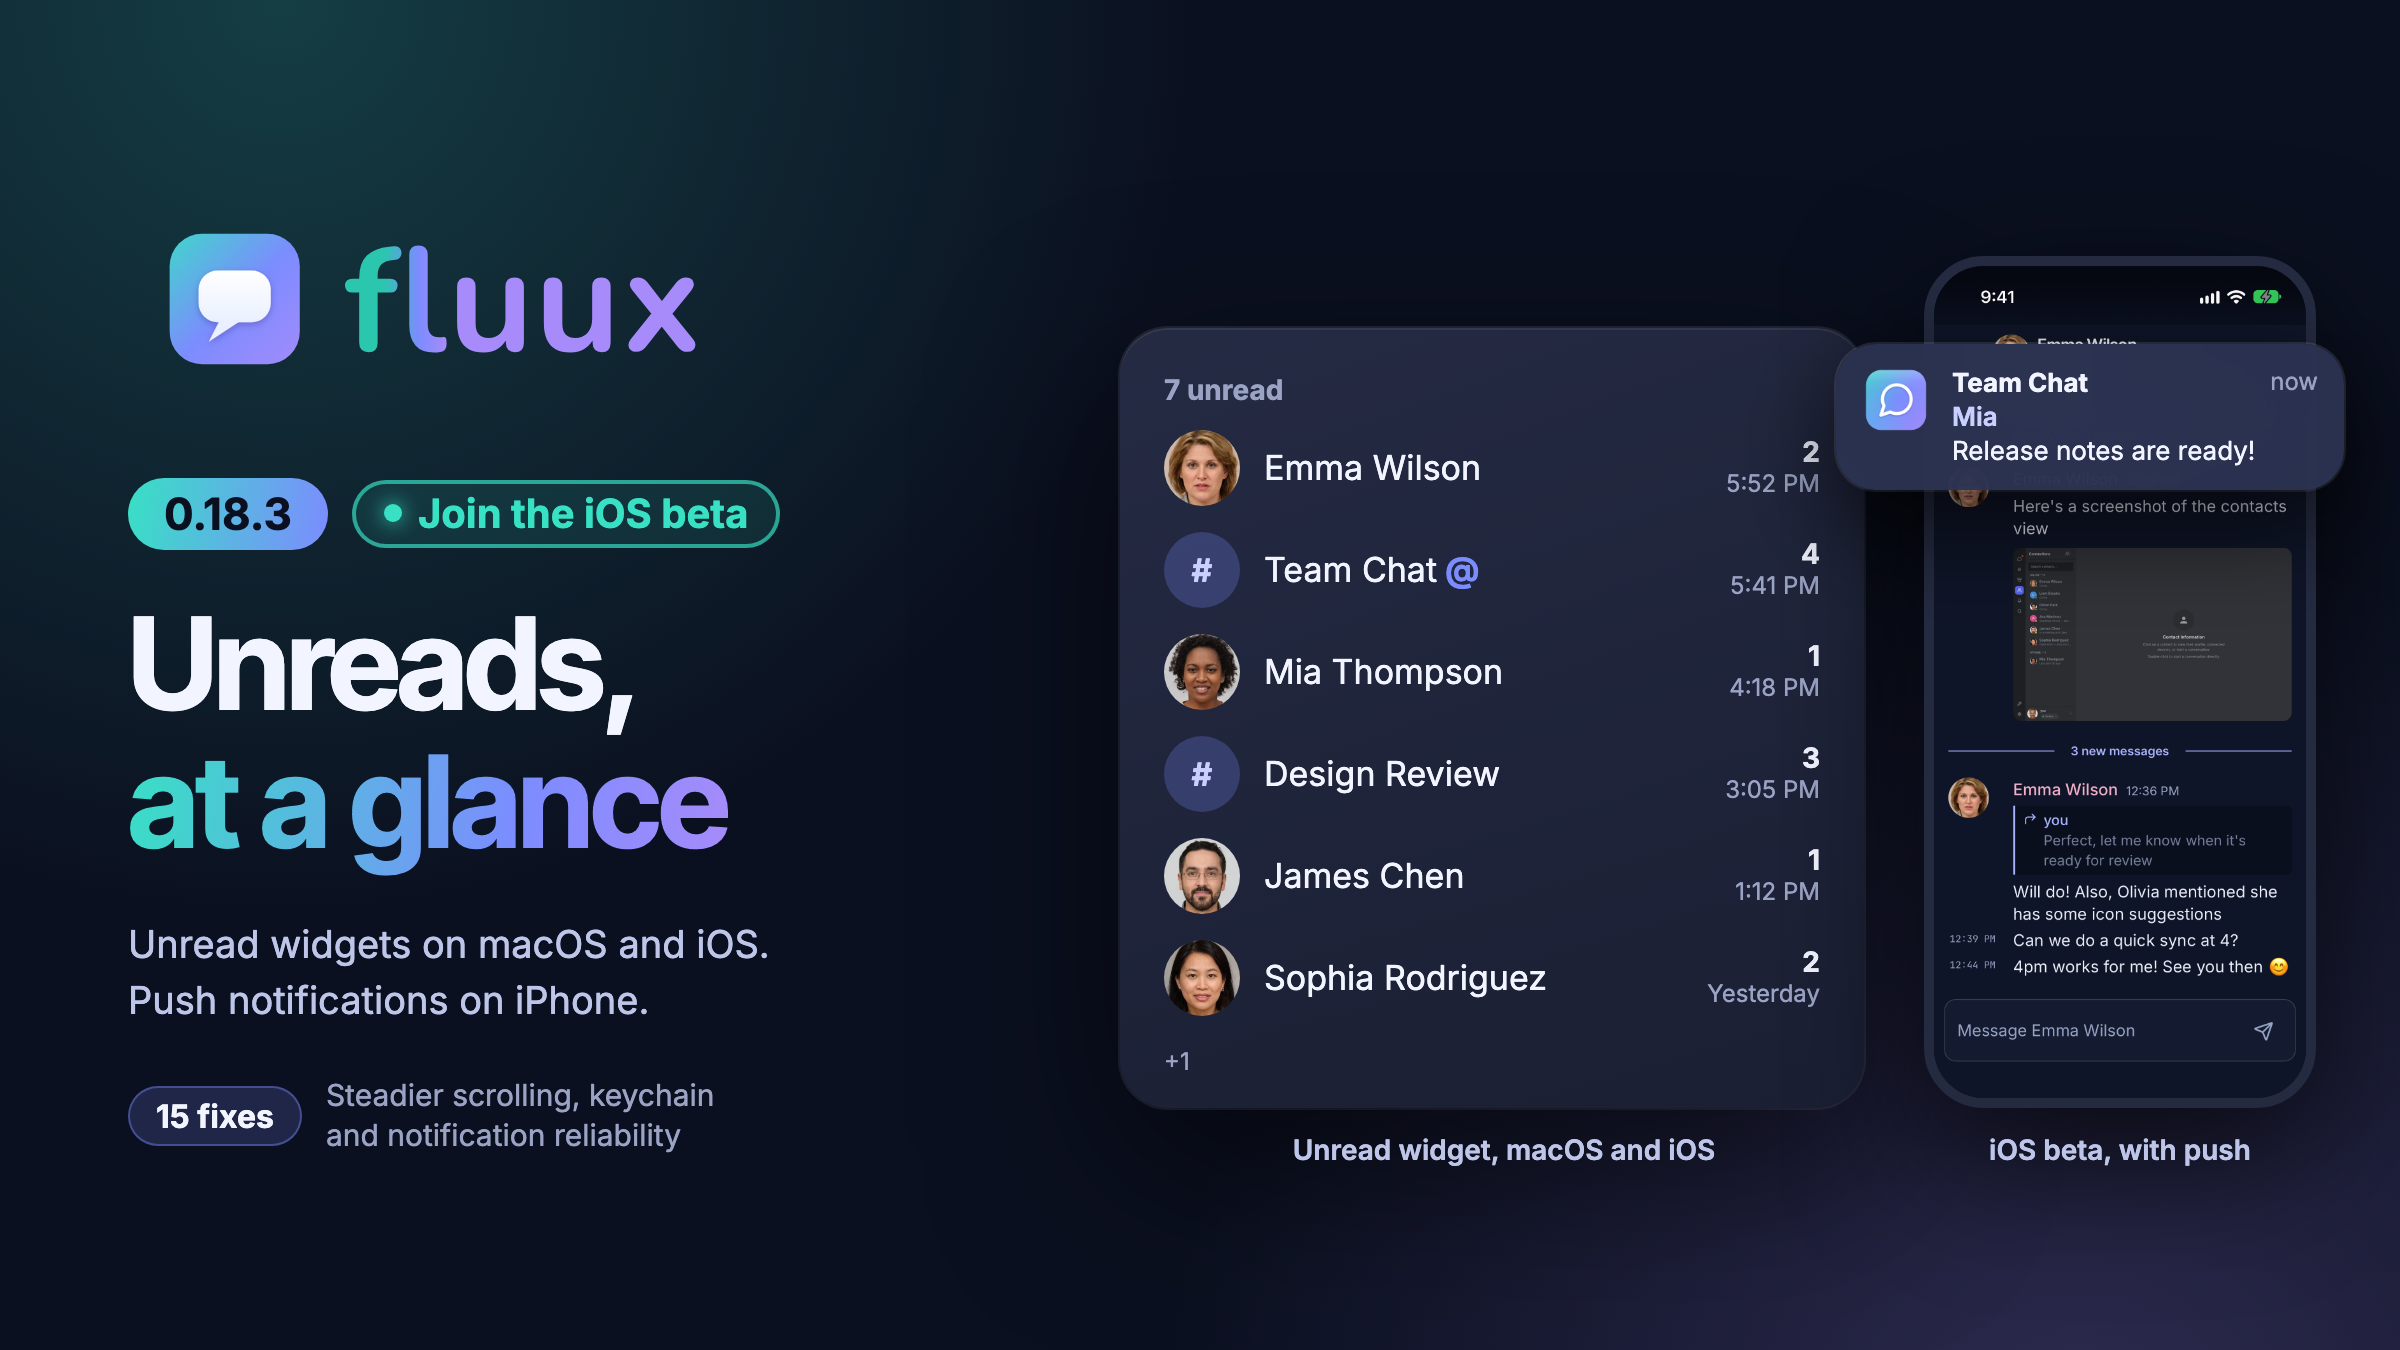 fluux
0.18.3
Join the iOS beta
Unreads,
at a glance
Unread widgets on macOS and iOS.
Push notifications on iPhone.
15 fixes
Steadier scrolling, keychain
and notification reliability
7 unread
Emma Wilson
2
5:52 PM
#
Team Chat @
4
5:41 PM
Mia Thompson
1
4:18 PM
#
Design Review
3
3:05 PM
James Chen
1
1:12 PM
Sophia Rodriguez
2
Yesterday
+1
Unread widget, macOS and iOS
9:41
Emma Wilson
Team Chat
now
Mia
Release notes are ready!
Emma Wilson
Here's a screenshot of the contacts
view
Contact Information
3 new messages
Emma Wilson 12:36 PM
you
Perfect, let me know when it's
ready for review
Will do! Also, Olivia mentioned she
has some icon suggestions
12:39 PM Can we do a quick sync at 4?
12:44 PM 4pm works for me! See you then 😊
Message Emma Wilson
iOS beta, with push